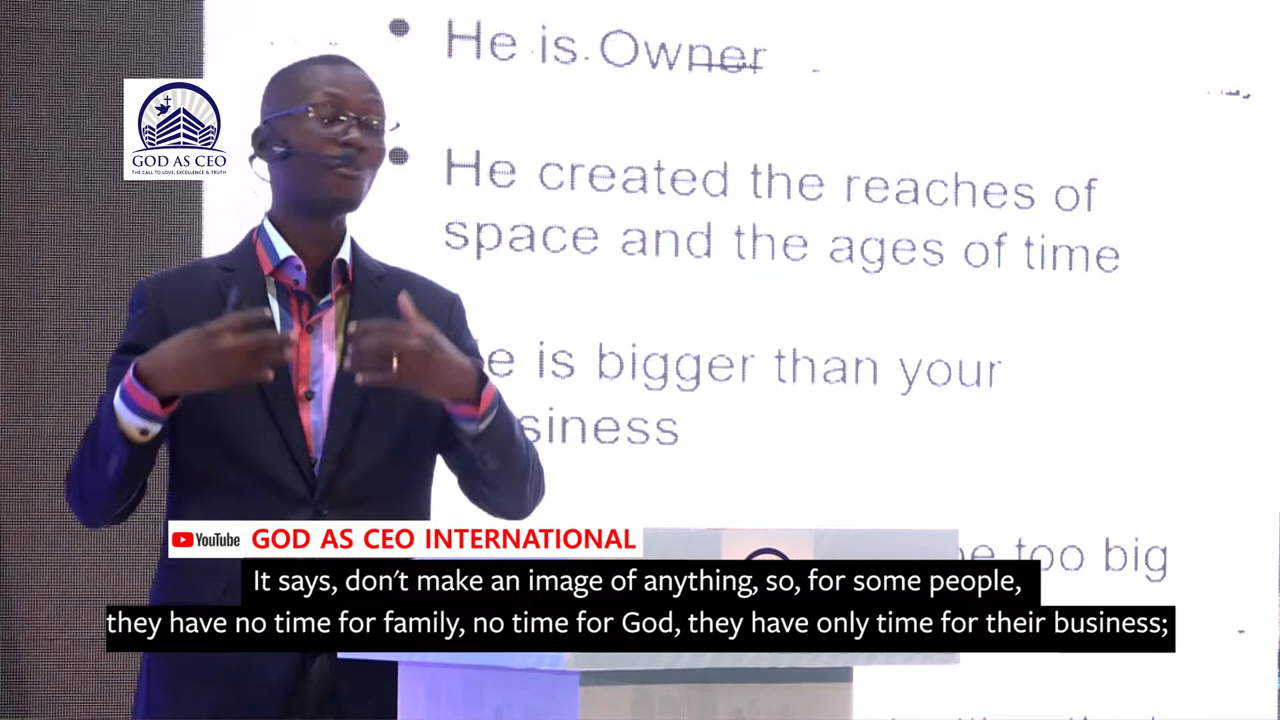 He is Owner
GOD AS CEO
THE CALL TO LOVE, EXCELLENCE & TRUTH
He created the reaches of
space and the ages of time
is bigger than your
YouTube GOD AS CEO INTERNATIONAL
too big
It says, don't make an image of anything, so, for some people,
they have no time for family, no time for God, they have only time for their business;